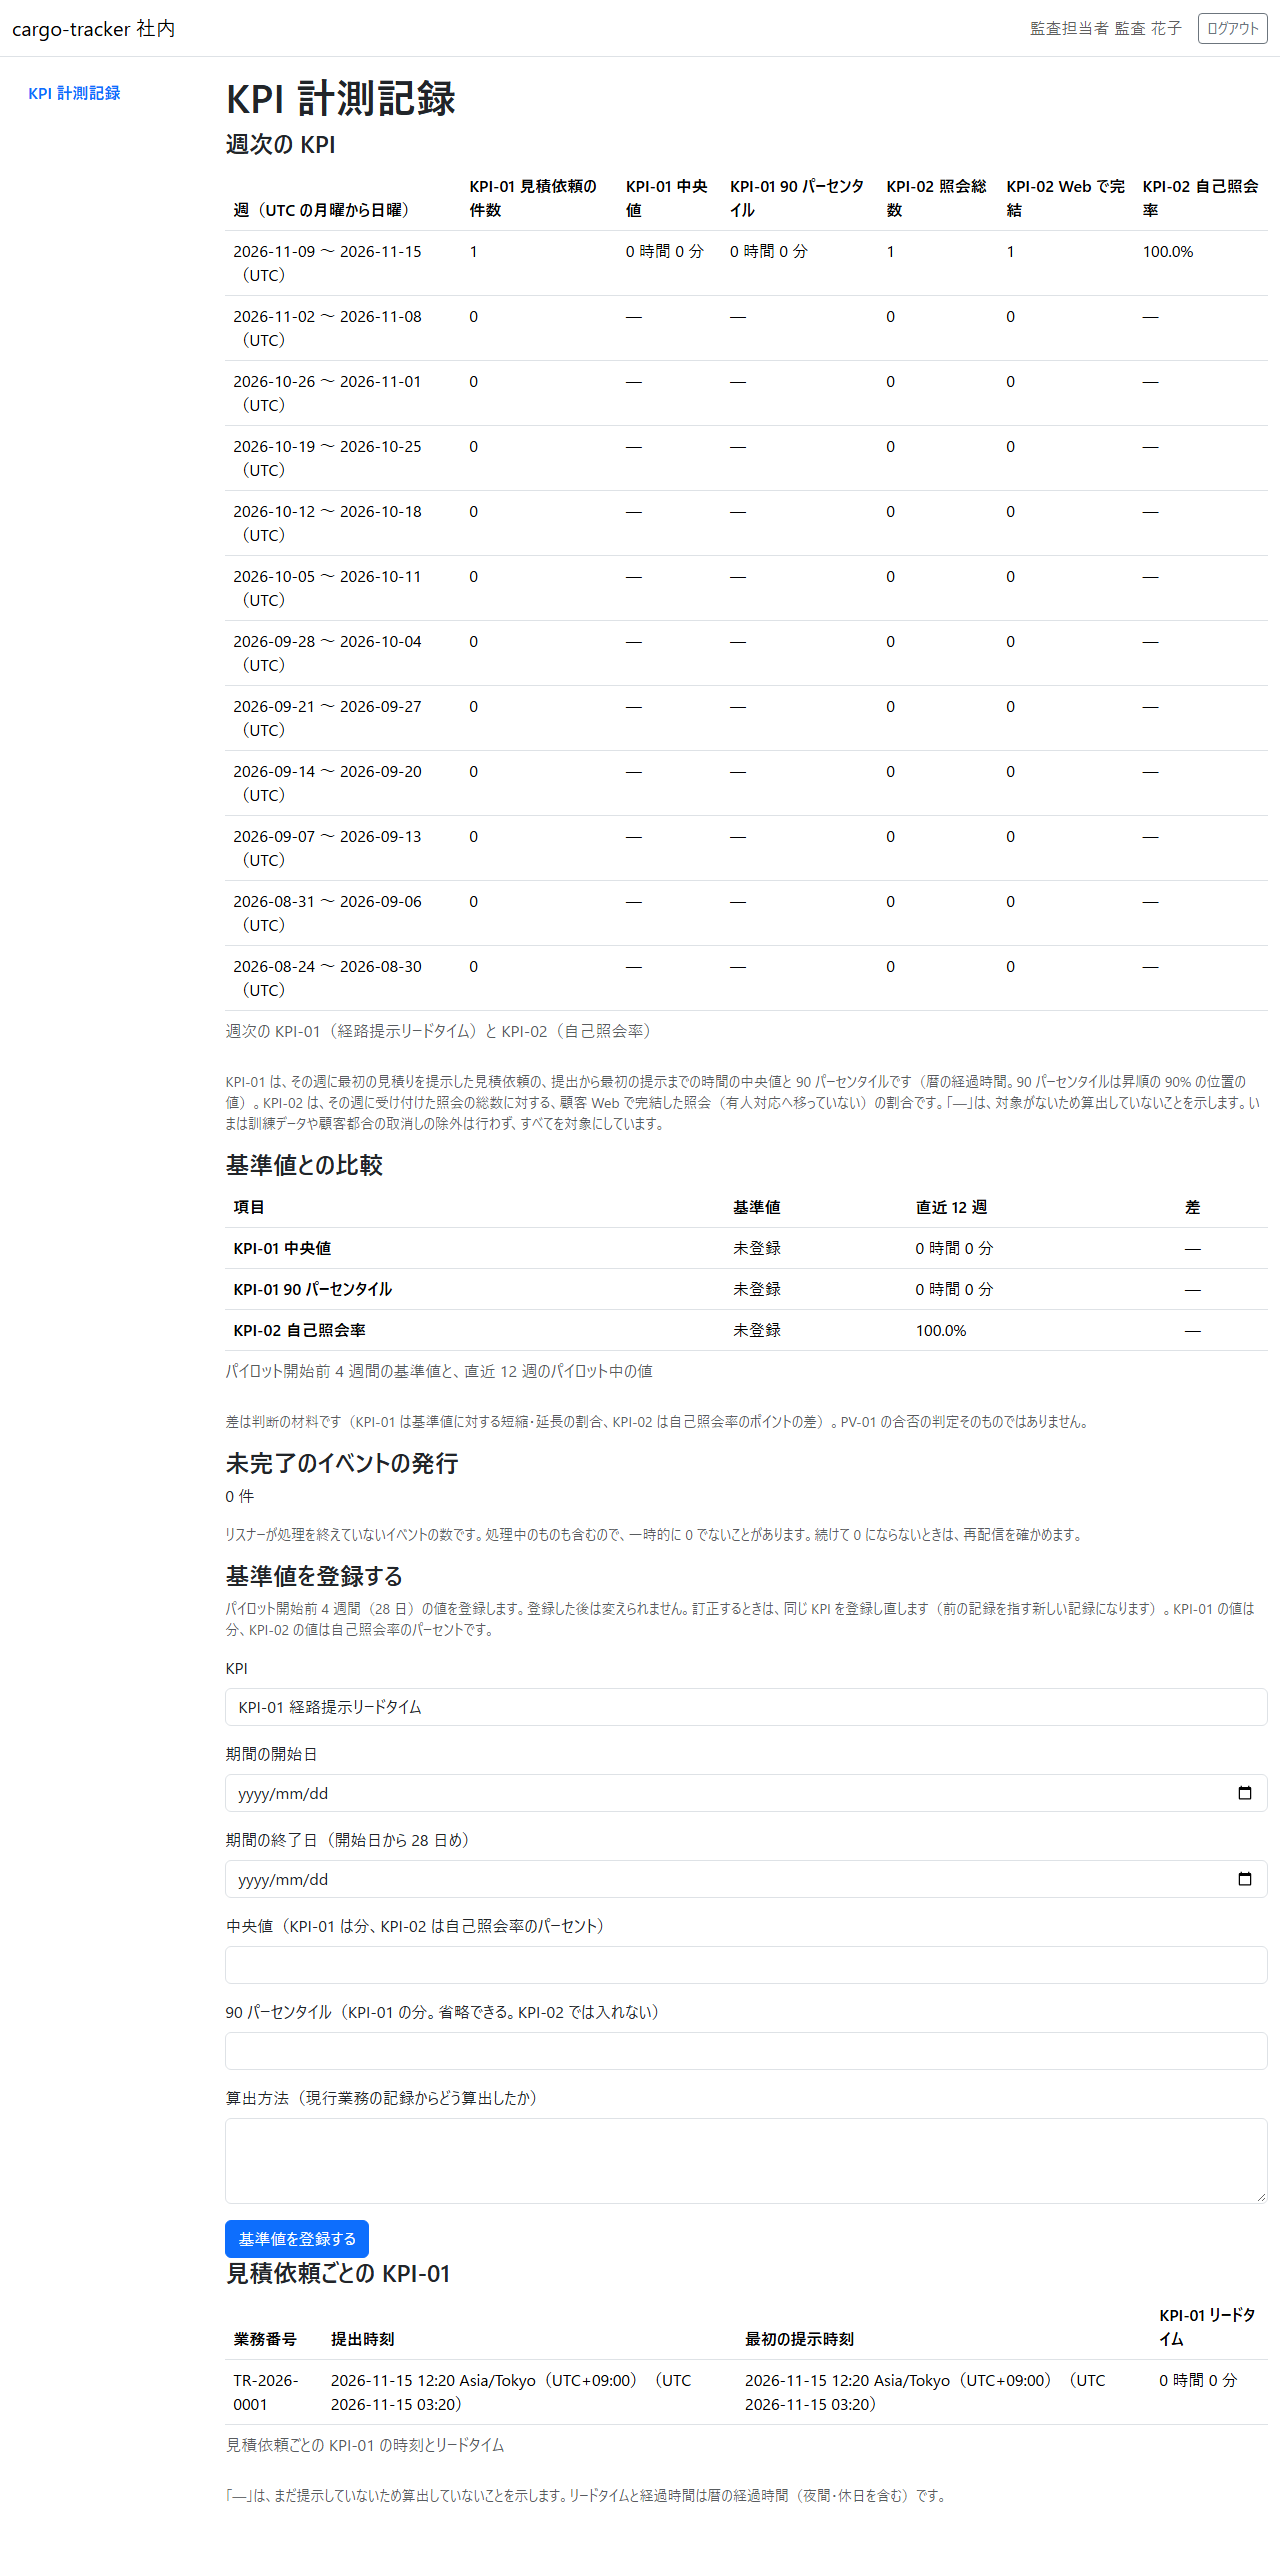 cargo-tracker 社内
監査担当者 監査 花子
ログアウト
KPI 計測記録
KPI 計測記録
週次の KPI
週（UTC の月曜から日曜）
KPI-01 見積依頼の
件数
KPI-01 中央
値
KPI-01 90 パーセンタ
イル
KPI-02 照会総
数
KPI-02 Web で完
結
KPI-02 自己照会
率
2026-11-09 ～ 2026-11-15
（UTC）
1
0 時間 0 分
0 時間 0 分
1
1
100.0%
2026-11-02 ～ 2026-11-08
（UTC）
0
—
—
0
0
—
2026-10-26 ～ 2026-11-01
（UTC）
0
—
—
0
0
—
2026-10-19 ～ 2026-10-25
（UTC）
0
—
—
0
0
—
2026-10-12 ～ 2026-10-18
（UTC）
0
—
—
0
0
—
2026-10-05 ～ 2026-10-11
（UTC）
0
—
—
0
0
—
2026-09-28 ～ 2026-10-04
（UTC）
0
—
—
0
0
—
2026-09-21 ～ 2026-09-27
（UTC）
0
—
—
0
0
—
2026-09-14 ～ 2026-09-20
（UTC）
0
—
—
0
0
—
2026-09-07 ～ 2026-09-13
（UTC）
0
—
—
0
0
—
2026-08-31 ～ 2026-09-06
（UTC）
0
—
—
0
0
—
2026-08-24 ～ 2026-08-30
（UTC）
0
—
—
0
0
—
週次の KPI-01（経路提示リードタイム）と KPI-02（自己照会率）
KPI-01 は、その週に最初の見積りを提示した見積依頼の、提出から最初の提示までの時間の中央値と 90 パーセンタイルです（暦の経過時間。90 パーセンタイルは昇順の 90% の位置の
値）。KPI-02 は、その週に受け付けた照会の総数に対する、顧客 Web で完結した照会（有人対応へ移っていない）の割合です。「—」は、対象がないため算出していないことを示します。い
まは訓練データや顧客都合の取消しの除外は行わず、すべてを対象にしています。
基準値との比較
項目
基準値
直近 12 週
差
KPI-01 中央値
未登録
0 時間 0 分
—
KPI-01 90 パーセンタイル
未登録
0 時間 0 分
—
KPI-02 自己照会率
未登録
100.0%
—
パイロット開始前 4 週間の基準値と、直近 12 週のパイロット中の値
差は判断の材料です（KPI-01 は基準値に対する短縮・延長の割合、KPI-02 は自己照会率のポイントの差）。PV-01 の合否の判定そのものではありません。
未完了のイベントの発行
0 件
リスナーが処理を終えていないイベントの数です。処理中のものも含むので、一時的に 0 でないことがあります。続けて 0 にならないときは、再配信を確かめます。
基準値を登録する
パイロット開始前 4 週間（28 日）の値を登録します。登録した後は変えられません。訂正するときは、同じ KPI を登録し直します（前の記録を指す新しい記録になります）。KPI-01 の値は
分、KPI-02 の値は自己照会率のパーセントです。
KPI
KPI-01 経路提示リードタイム
期間の開始日
yyyy/mm/dd
期間の終了日（開始日から 28 日め）
yyyy/mm/dd
中央値（KPI-01 は分、KPI-02 は自己照会率のパーセント）
90 パーセンタイル（KPI-01 の分。省略できる。KPI-02 では入れない）
算出方法（現行業務の記録からどう算出したか）
基準値を登録する
見積依頼ごとの KPI-01
業務番号
提出時刻
最初の提示時刻
KPI-01 リードタ
イム
TR-2026-
0001
2026-11-15 12:20 Asia/Tokyo（UTC+09:00）（UTC
2026-11-15 03:20）
2026-11-15 12:20 Asia/Tokyo（UTC+09:00）（UTC
2026-11-15 03:20）
0 時間 0 分
見積依頼ごとの KPI-01 の時刻とリードタイム
「—」は、まだ提示していないため算出していないことを示します。リードタイムと経過時間は暦の経過時間（夜間・休日を含む）です。